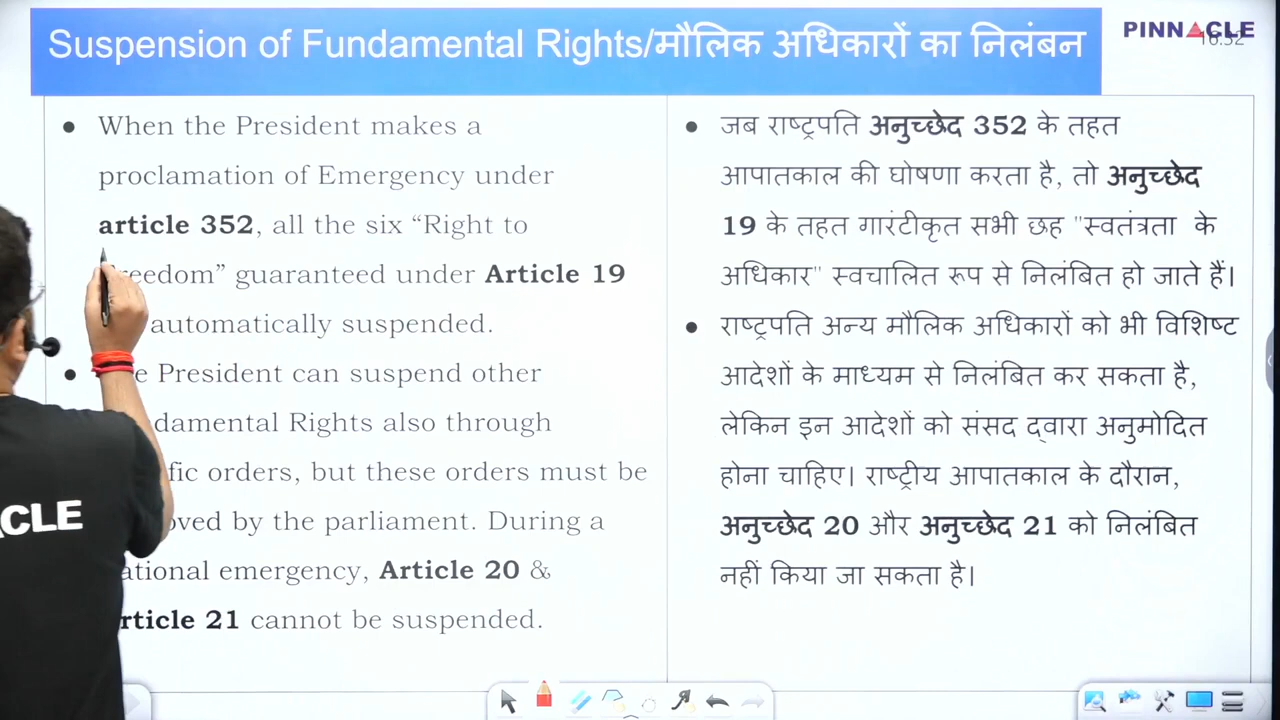 Suspension of Fundamental Rights/मौलिक अधिकारों का निलंबन
PINNACLE
When the President makes a
proclamation of Emergency under
article 352, all the six “Right to
reedom” guaranteed under Article 19
automatically suspended.
President can suspend other
damental Rights also through
fic orders, but these orders must be
oved by the parliament. During a
ational emergency, Article 20 &
rticle 21 cannot be suspended.
जब राष्ट्रपति अनुच्छेद 352 के तहत
आपातकाल की घोषणा करता है, तो अनुच्छेद
19 के तहत गारंटीकृत सभी छह "स्वतंत्रता के
अधिकार" स्वचालित रूप से निलंबित हो जाते हैं।
राष्ट्रपति अन्य मौलिक अधिकारों को भी विशिष्ट
आदेशों के माध्यम से निलंबित कर सकता है,
लेकिन इन आदेशों को संसद द्वारा अनुमोदित
होना चाहिए। राष्ट्रीय आपातकाल के दौरान,
अनुच्छेद 20 और अनुच्छेद 21 को निलंबित
नहीं किया जा सकता है।
CLE